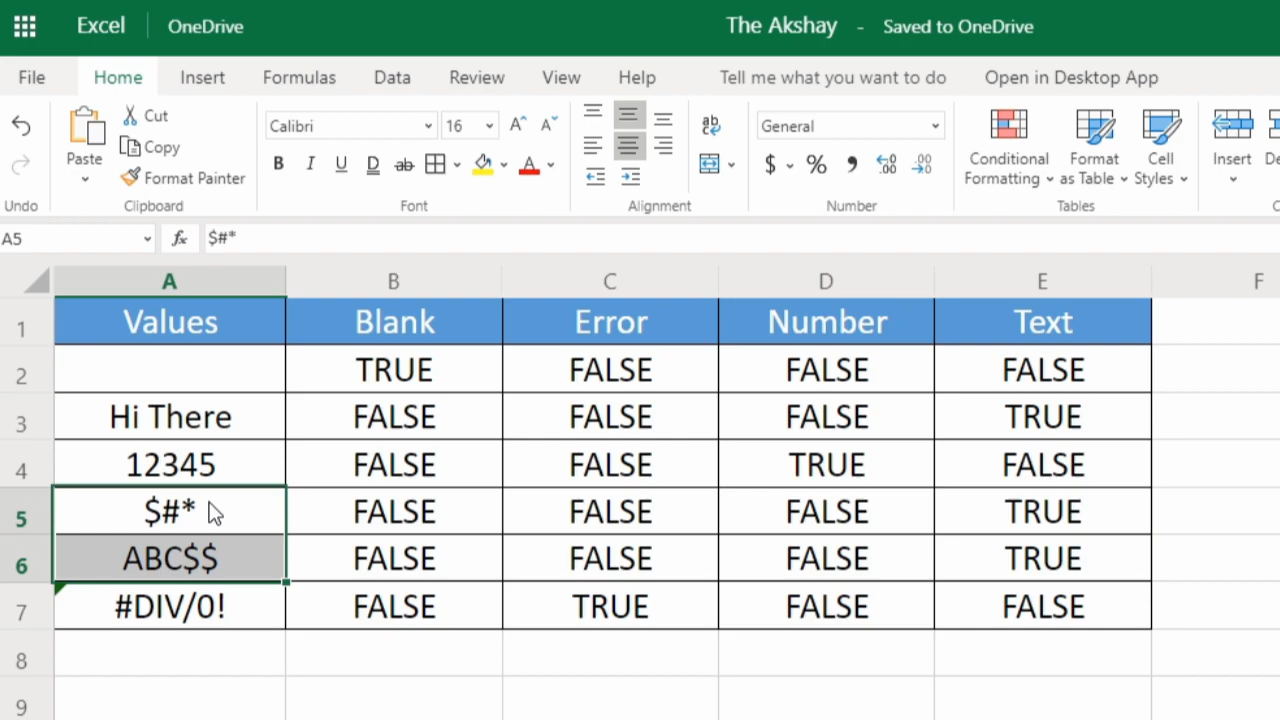 Excel OneDrive The Akshay - Saved to OneDrive
File Home Insert Formulas Data Review View Help Tell me what you want to do Open in Desktop App
Cut
Copy
Format Painter
Paste
Calibri 16
B I U D ab
ab
General
$ % 9 .00 .00
Conditional Formatting
Format as Table
Cell Styles
Insert
Undo Clipboard Font Alignment Number Tables
A5 fx $#*
A B C D E F
1 Values Blank Error Number Text
2 TRUE FALSE FALSE FALSE
3 Hi There FALSE FALSE FALSE TRUE
4 12345 FALSE FALSE TRUE FALSE
5 $#* FALSE FALSE FALSE TRUE
6 ABC$$ FALSE FALSE FALSE TRUE
7 #DIV/0! FALSE TRUE FALSE FALSE
8
9